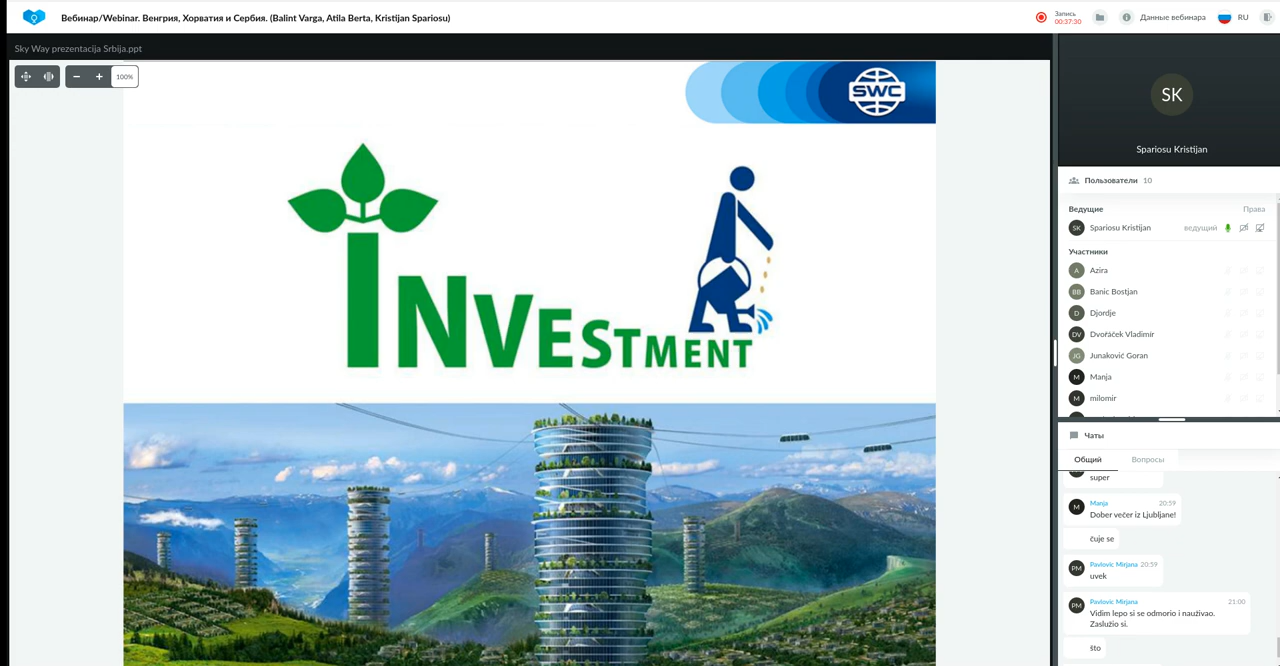 Вебинар/Webinar. Венгрия, Хорватия и Сербия. (Balint Varga, Atila Berta, Kristijan Spariosu)
Запись
00:37:30
Данные вебинара
RU
Sky Way prezentacija Srbija.ppt
100%
SWC
INVESTMENT
SK
Spariosu Kristijan
Пользователи 10
Ведущие Права
SK Spariosu Kristijan ведущий
Участники
A Azira
BB Banic Bostjan
D Djordje
DV Dvořáček Vladimír
JG Junaković Goran
M Manja
M milomir
Чаты
Общий Вопросы
super
M Manja 20:59
Dober večer iz Ljubljane!
čuje se
PM Pavlovic Mirjana 20:59
uvek
PM Pavlovic Mirjana 21:00
Vidim lepo si se odmorio i nauživao.
Zaslužio si.
što